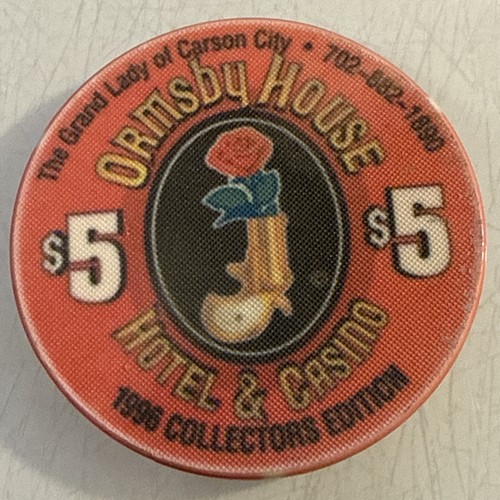 The Grand Lady of Carson City • 702-882-1890
ORMSBY HOUSE
$5
$5
HOTEL & CASINO
1996 COLLECTORS EDITION